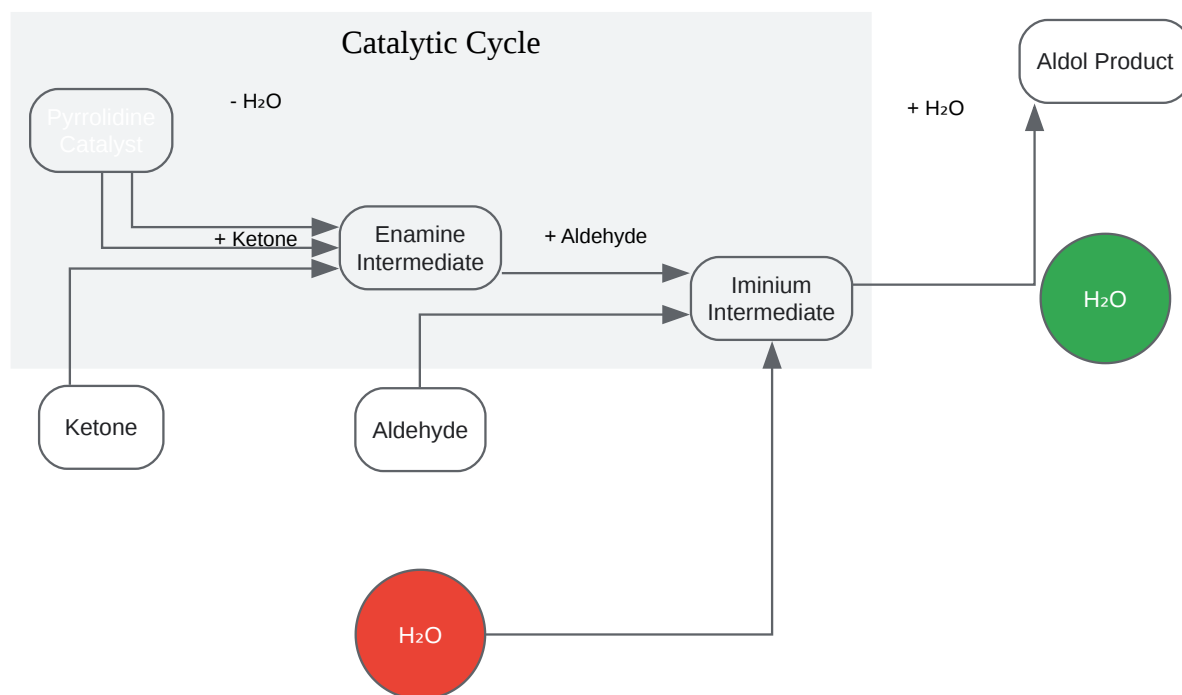 Catalytic Cycle
Aldol Product
- H₂O
+ H₂O
Pyrrolidine
Catalyst
+ Ketone
Enamine
Intermediate
+ Aldehyde
Iminium
Intermediate
H₂O
Ketone
Aldehyde
H₂O